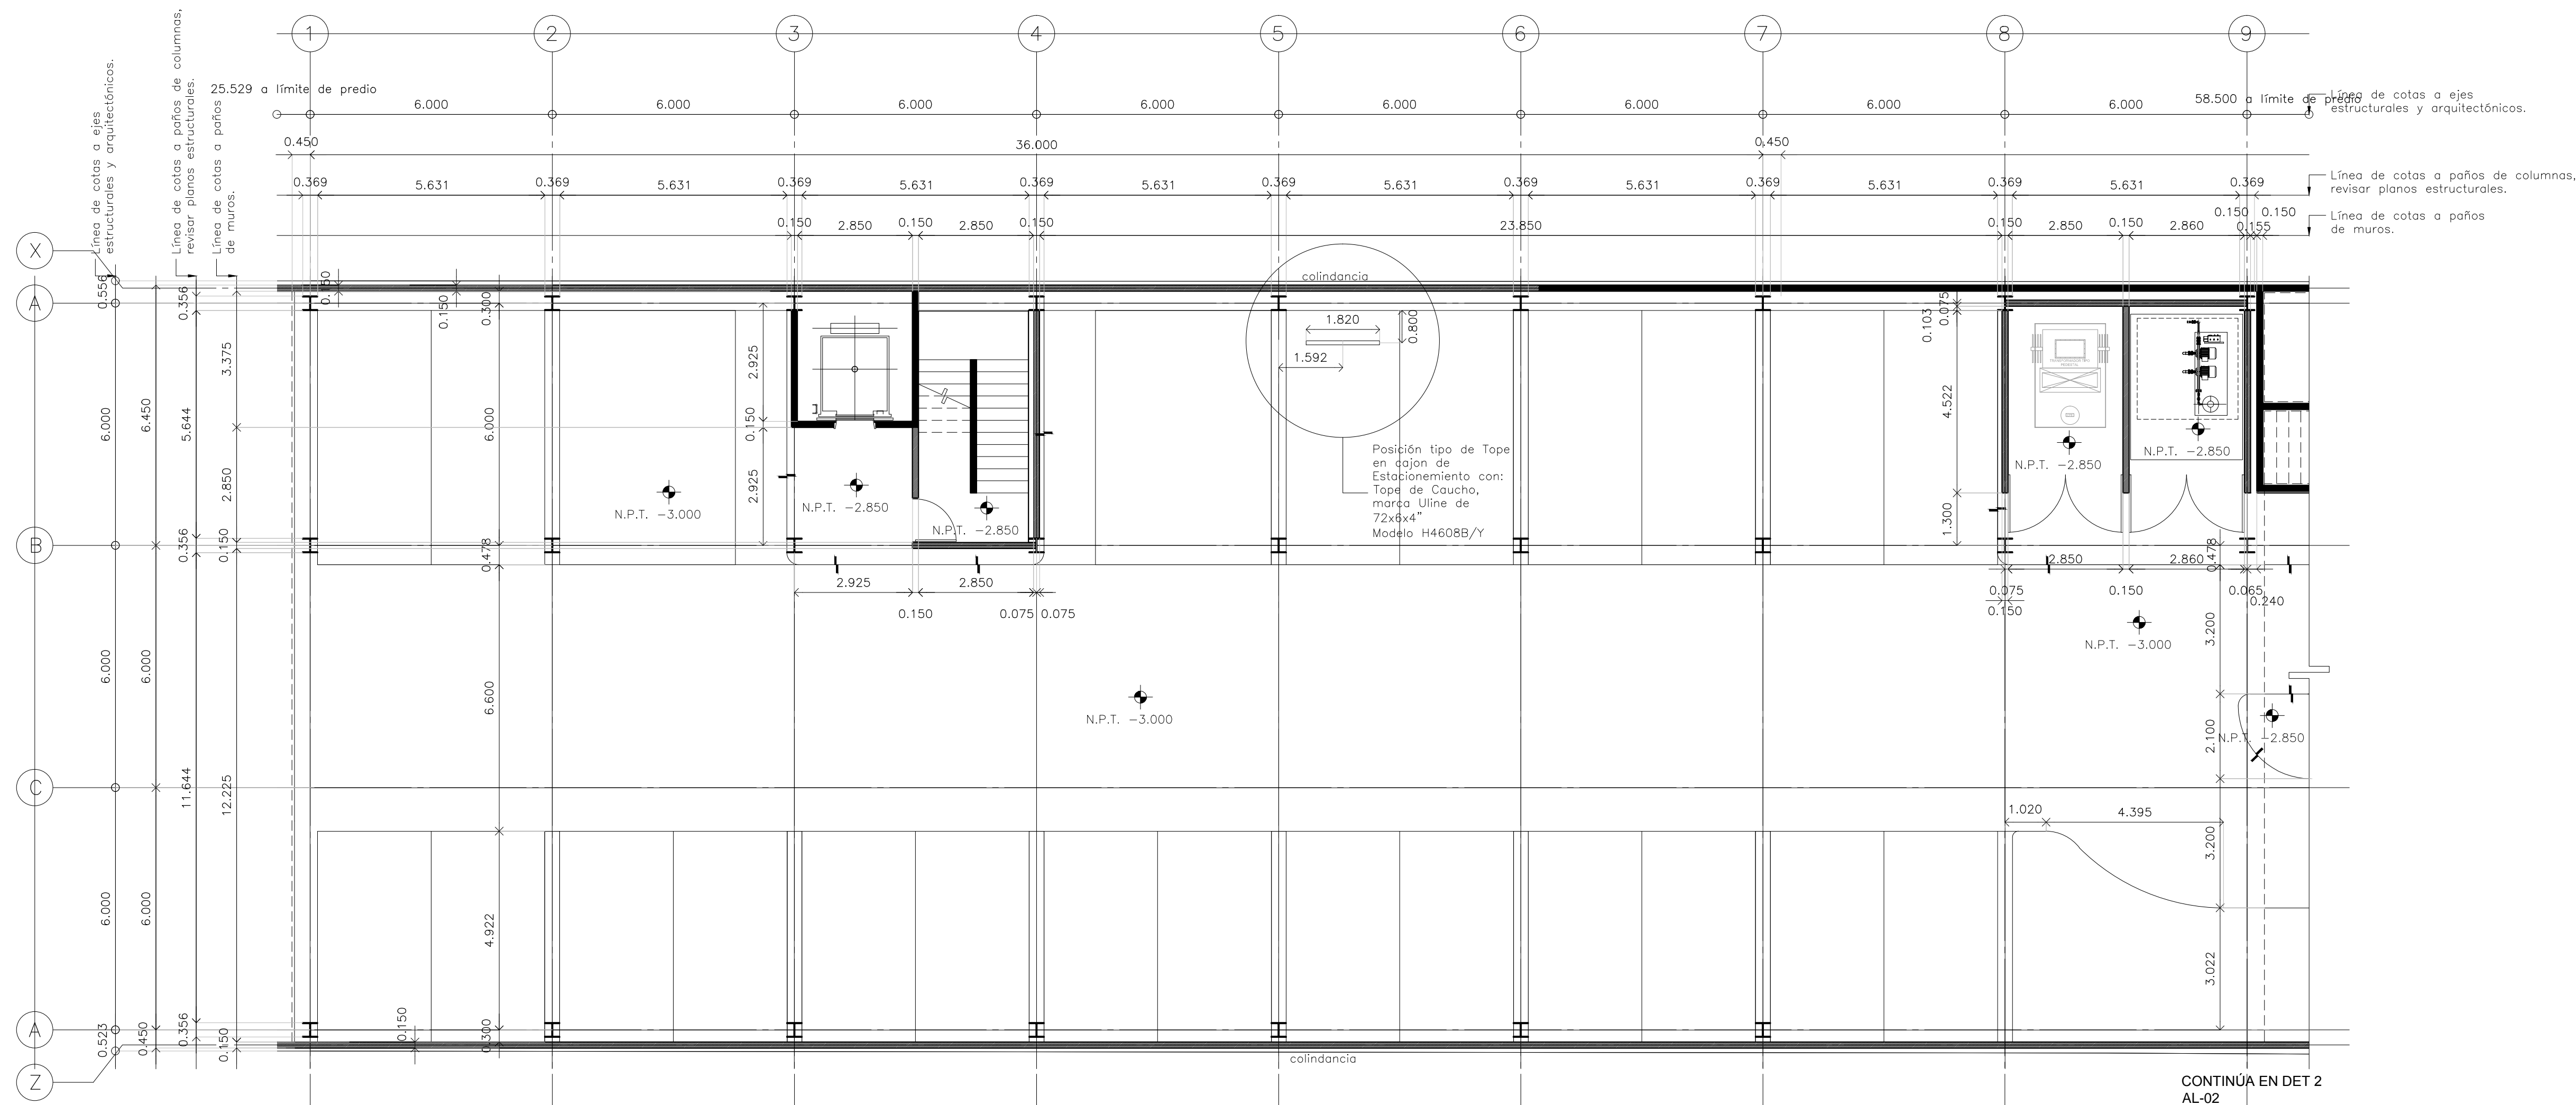 1 2 3 4 5 6 7 8 9
Línea de cotas a ejes
estructurales y arquitectónicos.
Línea de cotas a paños de columnas,
revisar planos estructurales.
Línea de cotas a paños
de muros.
25.529 a límite de predio
6.000 6.000 6.000 6.000 6.000 6.000 6.000 6.000
58.500 a límite de predio
Línea de cotas a ejes
estructurales y arquitectónicos.
0.450 36.000 0.450
0.369 5.631 0.369 5.631 0.369 5.631 0.369 5.631 0.369 5.631 0.369 5.631 0.369 5.631 0.369 5.631 0.369
Línea de cotas a paños de columnas,
revisar planos estructurales.
0.150 2.850 0.150 2.850 0.150 23.850 0.150 2.850 0.150 2.860 0.150 0.155 0.150
Línea de cotas a paños
de muros.
X
A
B
C
A
Z
0.556
6.000
6.000
6.000
0.523
6.450
6.000
6.000
0.450
0.356
5.644
0.356
11.644
0.356
3.375
2.850
0.150
12.225
0.150
0.150
0.150
0.300
6.000
0.478
6.600
4.922
0.300
0.150
colindancia
2.925
0.150
2.925
N.P.T. -3.000
N.P.T. -2.850
N.P.T. -2.850
2.925 2.850
0.150 0.075 0.075
1.820
0.800
1.592
Posición tipo de Tope
en cajon de
Estacionemiento con:
Tope de Caucho,
marca Uline de
72x6x4"
Modelo H4608B/Y
0.075
0.103
4.522
1.300
TRANSFORMADOR TIPO
PEDESTAL
N.P.T. -2.850
N.P.T. -2.850
2.850 2.860
0.478
0.075 0.150 0.065
0.150 0.240
N.P.T. -3.000
N.P.T. -3.000
3.200
2.100
N.P.T. -2.850
1.020 4.395
3.200
3.022
colindancia
CONTINÚA EN DET 2
AL-02